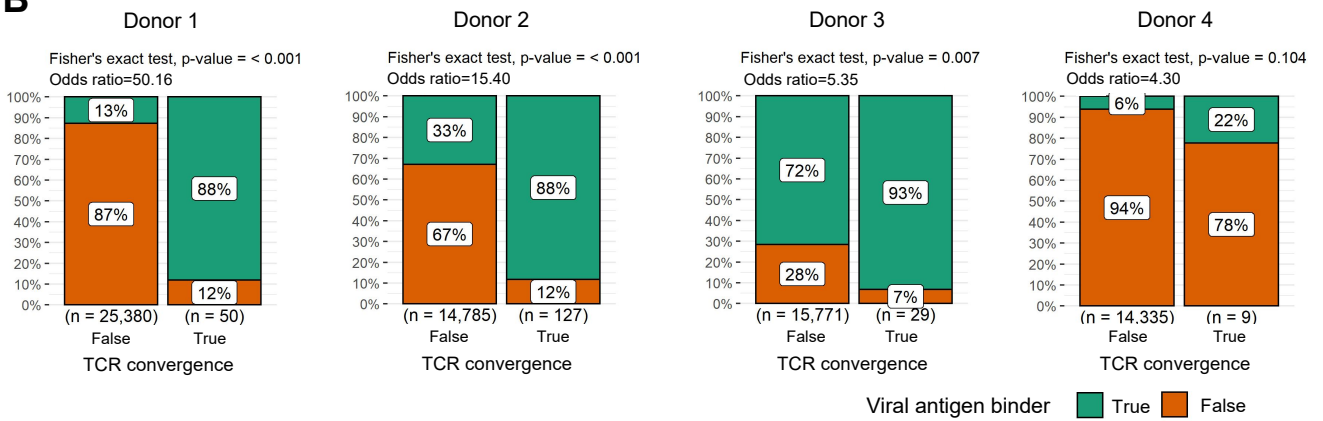 B
Donor 1
Fisher's exact test, p-value = < 0.001
Odds ratio=50.16
100%
90%
80%
70%
60%
50%
40%
30%
20%
10%
0%
13%
87%
88%
12%
(n = 25,380)
(n = 50)
False
True
TCR convergence
Donor 2
Fisher's exact test, p-value = < 0.001
Odds ratio=15.40
100%
90%
80%
70%
60%
50%
40%
30%
20%
10%
0%
33%
67%
88%
12%
(n = 14,785)
(n = 127)
False
True
TCR convergence
Donor 3
Fisher's exact test, p-value = 0.007
Odds ratio=5.35
100%
90%
80%
70%
60%
50%
40%
30%
20%
10%
0%
72%
28%
93%
7%
(n = 15,771)
(n = 29)
False
True
TCR convergence
Donor 4
Fisher's exact test, p-value = 0.104
Odds ratio=4.30
100%
90%
80%
70%
60%
50%
40%
30%
20%
10%
0%
6%
94%
22%
78%
(n = 14,335)
(n = 9)
False
True
TCR convergence
Viral antigen binder
True
False